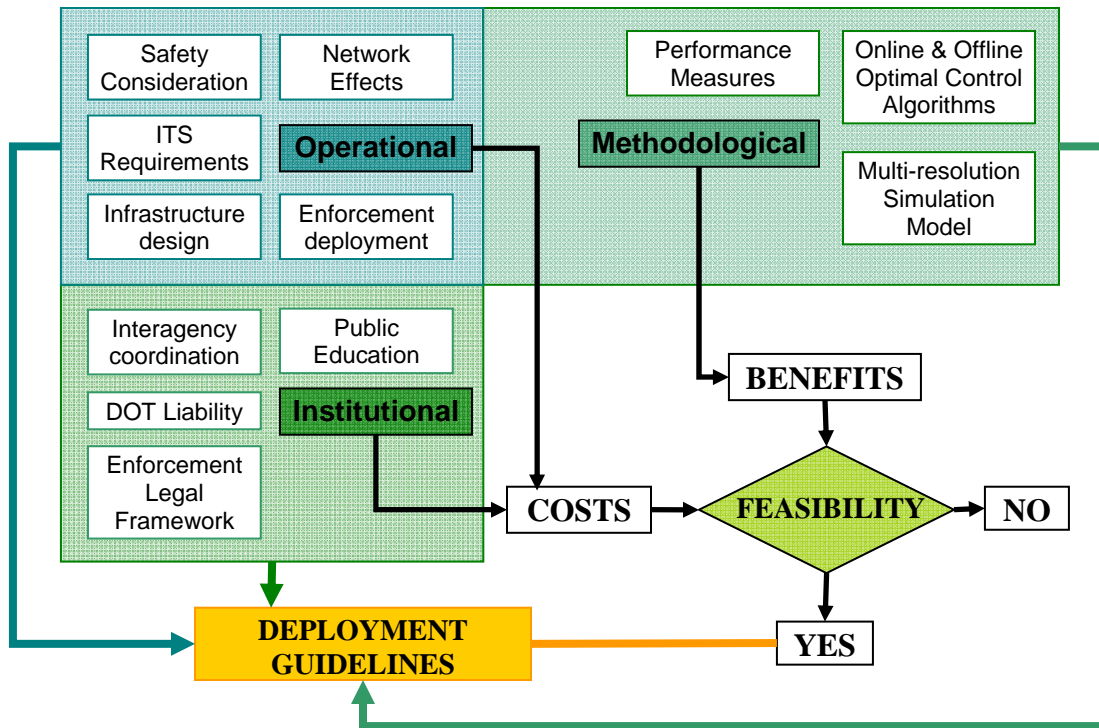 Safety
Consideration
Network
Effects
ITS
Requirements
Operational
Infrastructure
design
Enforcement
deployment
Performance
Measures
Online & Offline
Optimal Control
Algorithms
Methodological
Multi-resolution
Simulation
Model
Interagency
coordination
Public
Education
DOT Liability
Institutional
Enforcement
Legal
Framework
BENEFITS
COSTS
FEASIBILITY
NO
DEPLOYMENT
GUIDELINES
YES